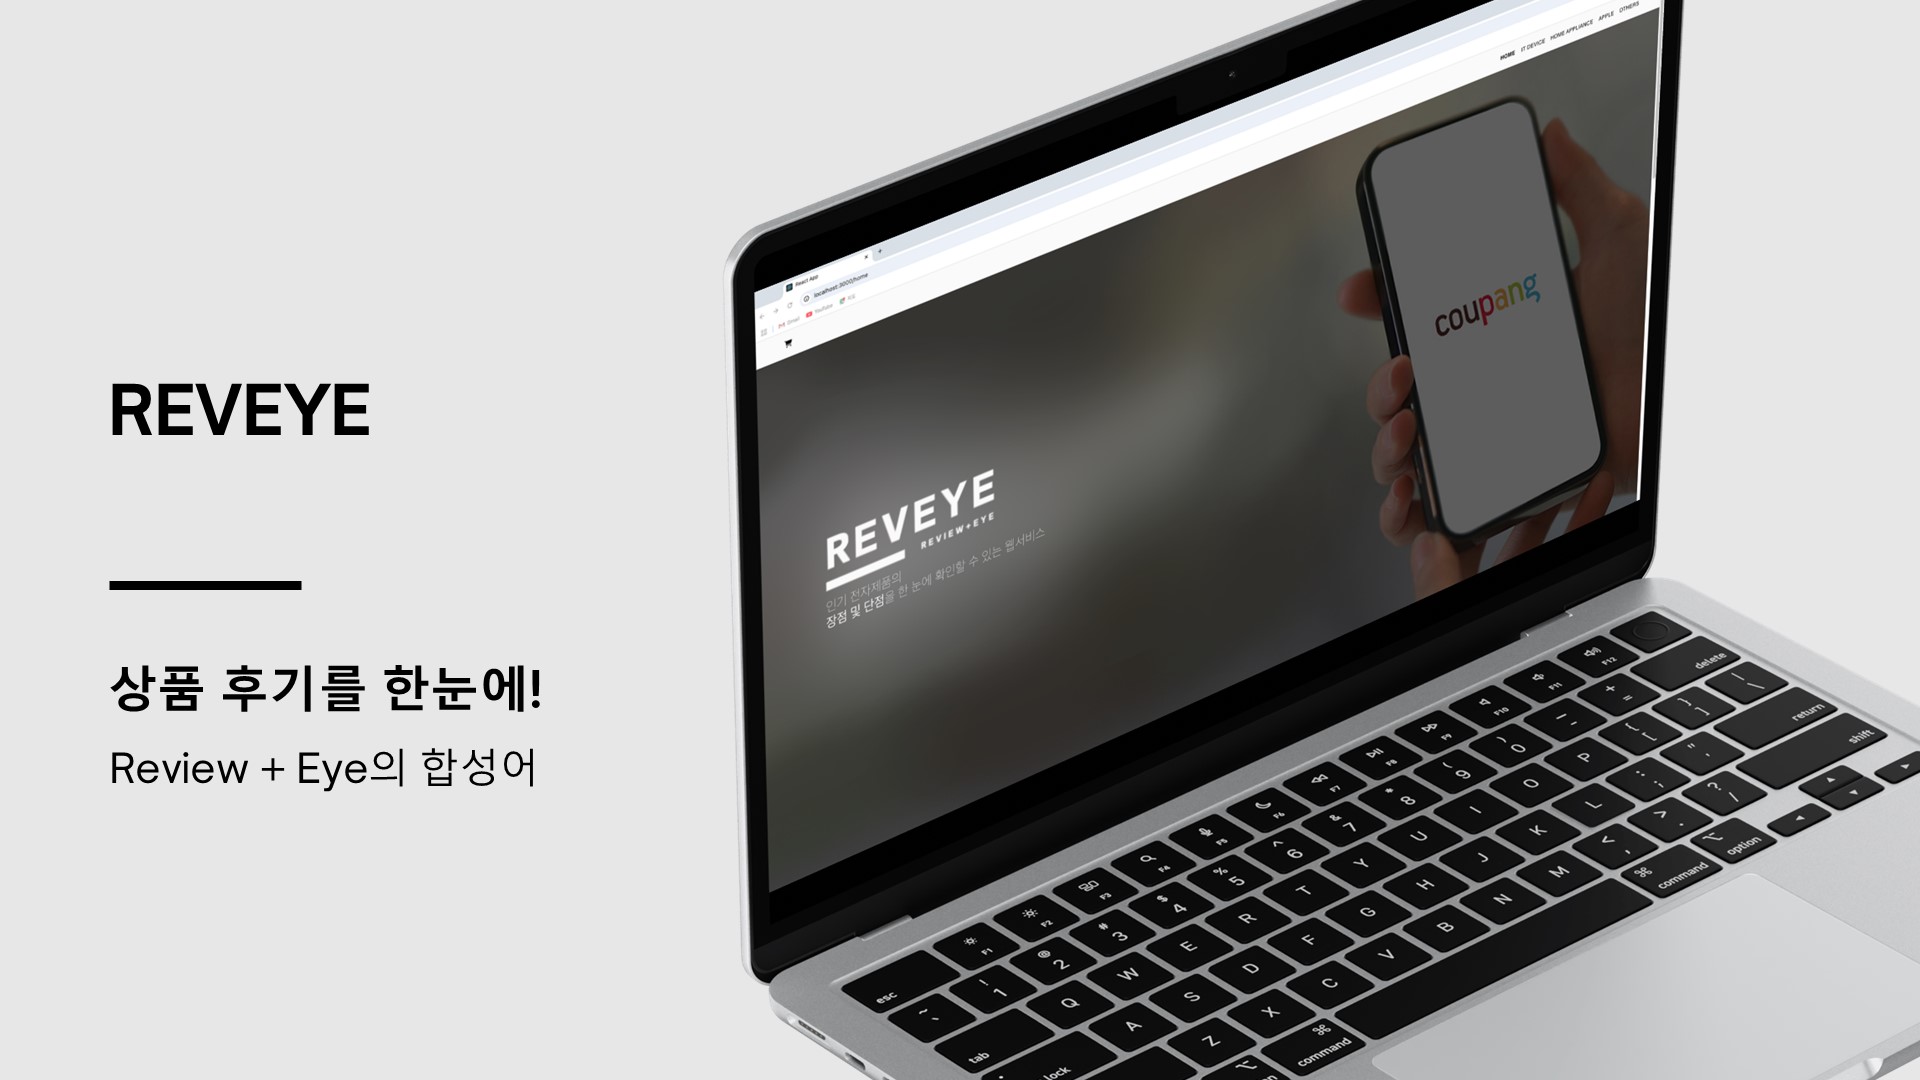 REVEYE
상품 후기를 한눈에!
Review + Eye의 합성어
React App
localhost:3000/home
Gmail YouTube 지도
HOME IT DEVICE HOME APPLIANCE APPLE OTHERS
coupang
REVEYE
REVIEW+EYE
인기 전자제품의
장점 및 단점을 한 눈에 확인할 수 있는 웹서비스
esc F1 F2 F3 F4 F5 F6 F7 F8 F9 F10 F11 F12
~ ` ! 1 @ 2 # 3 $ 4 % 5 ^ 6 & 7 * 8 ( 9 ) 0 — - + = delete
tab Q W E R T Y U I O P { [ } ] | \
lock A S D F G H J K L : ; " ' return
Z X C V B N M < , > . ? / shift
command command option